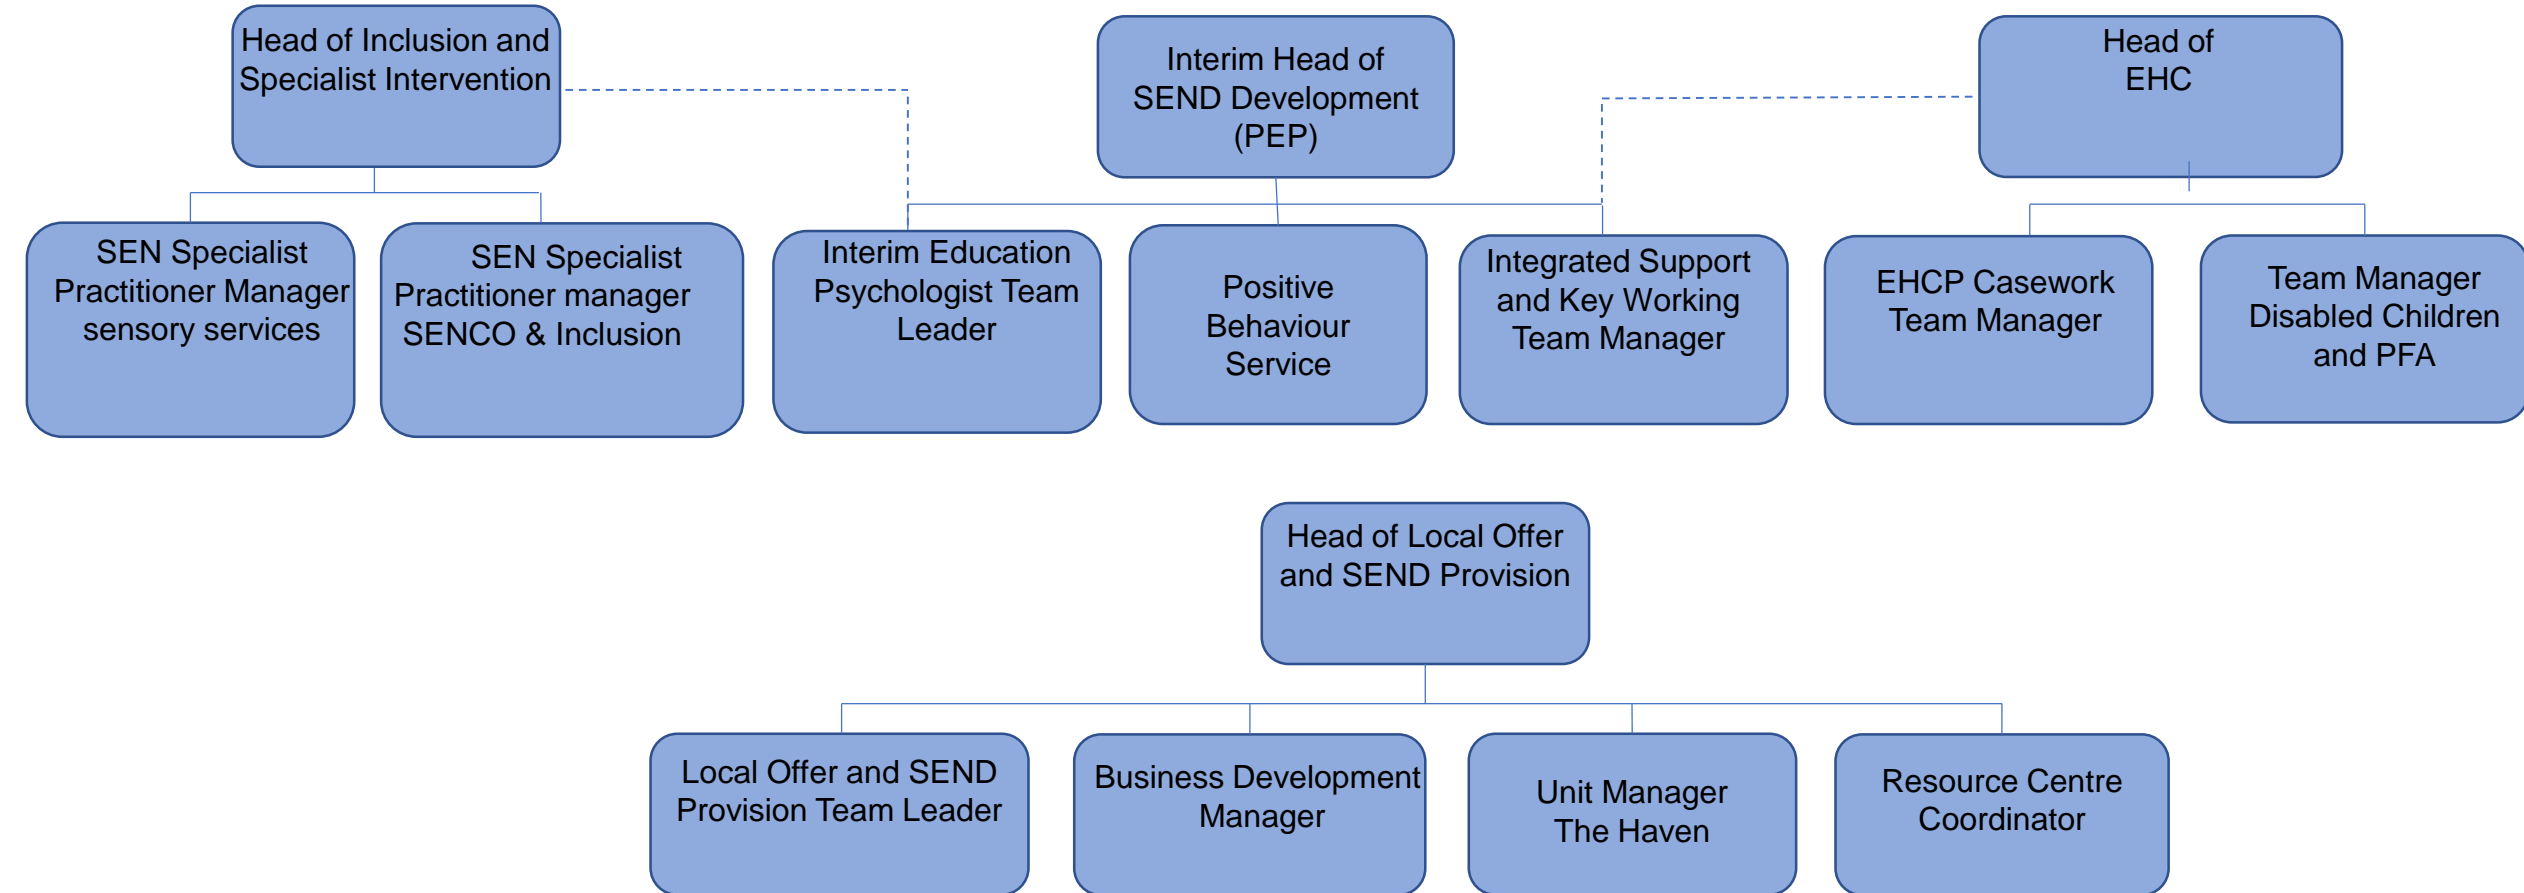 Head of Inclusion and
Specialist Intervention
Interim Head of
SEND Development
(PEP)
Head of
EHC
SEN Specialist
Practitioner Manager
sensory services
SEN Specialist
Practitioner manager
SENCO & Inclusion
Interim Education
Psychologist Team
Leader
Positive
Behaviour
Service
Integrated Support
and Key Working
Team Manager
EHCP Casework
Team Manager
Team Manager
Disabled Children
and PFA
Head of Local Offer
and SEND Provision
Local Offer and SEND
Provision Team Leader
Business Development
Manager
Unit Manager
The Haven
Resource Centre
Coordinator